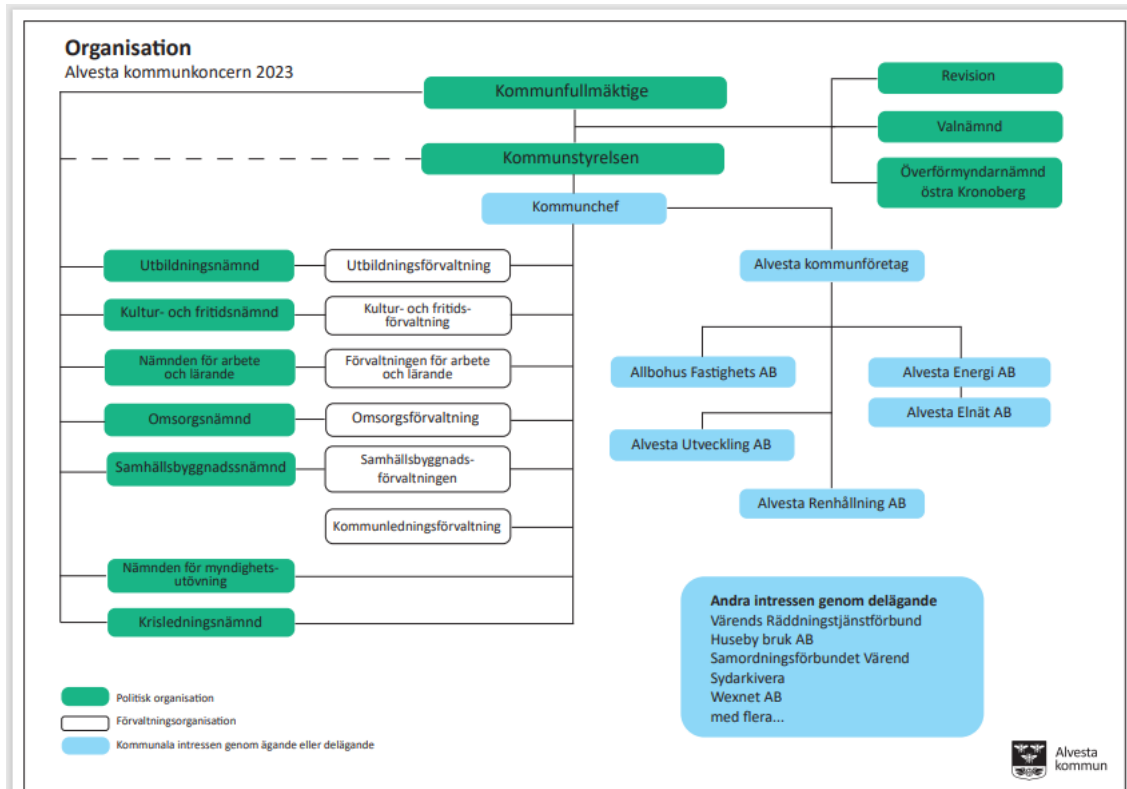 Organisation
Alvesta kommunkoncern 2023
Kommunfullmäktige
Kommunstyrelsen
Kommunchef
Revision
Valnämnd
Överförmyndarnämnd
östra Kronoberg
Utbildningsnämnd
Utbildningsförvaltning
Kultur- och fritidsnämnd
Kultur- och fritids-
förvaltning
Nämnden för arbete
och lärande
Förvaltningen för arbete
och lärande
Omsorgsnämnd
Omsorgsförvaltning
Samhällsbyggnadssnämnd
Samhällsbyggnads-
förvaltningen
Kommunledningsförvaltning
Nämnden för myndighets-
utövning
Krisledningsnämnd
Alvesta kommunföretag
Allbohus Fastighets AB
Alvesta Energi AB
Alvesta Elnät AB
Alvesta Utveckling AB
Alvesta Renhållning AB
Andra intressen genom delägande
Värends Räddningstjänstförbund
Huseby bruk AB
Samordningsförbundet Värend
Sydarkivera
Wexnet AB
med flera...
Politisk organisation
Förvaltningsorganisation
Kommunala intressen genom ägande eller delägande
Alvesta
kommun